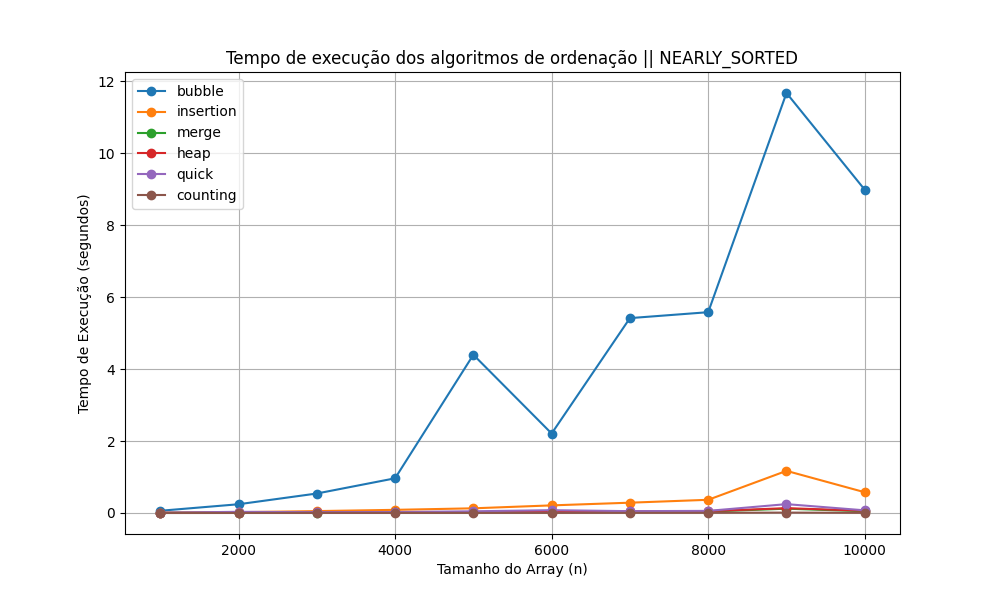 Tempo de execução dos algoritmos de ordenação || NEARLY_SORTED
bubble
insertion
merge
heap
quick
counting
12
10
8
6
4
2
0
Tempo de Execução (segundos)
2000
4000
6000
8000
10000
Tamanho do Array (n)